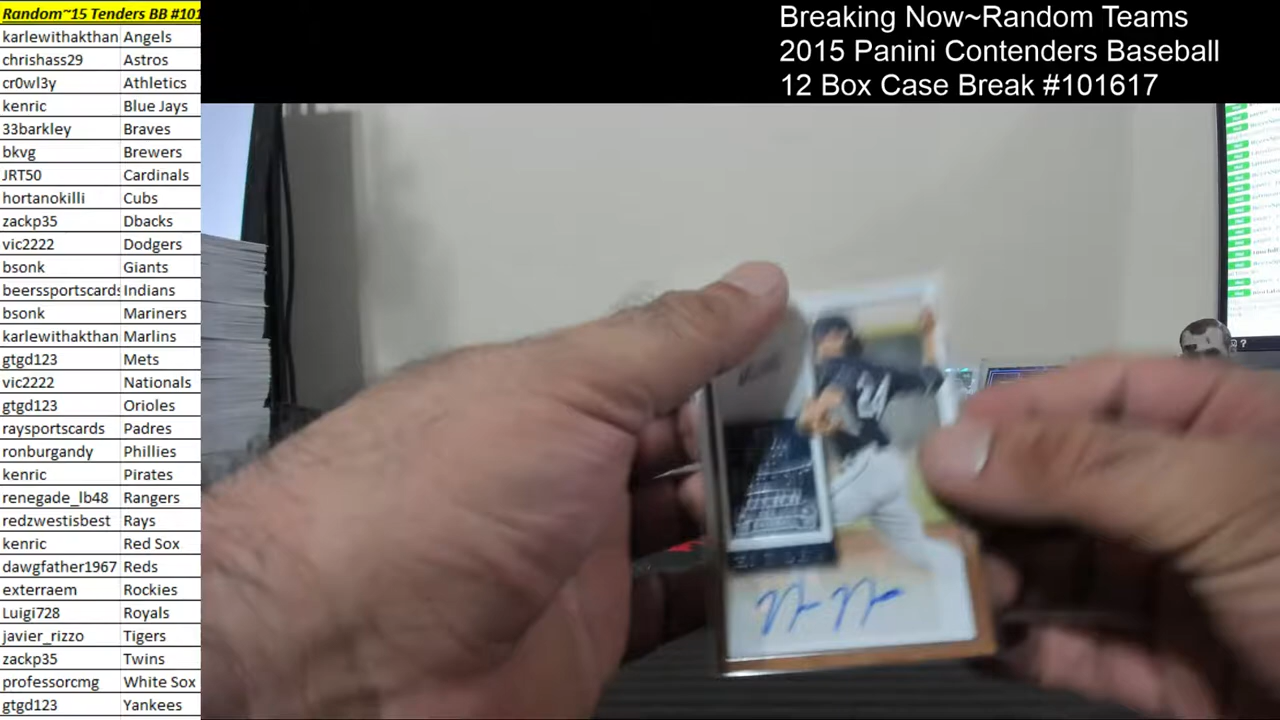 Random~15 Tenders BB #101
karlewithakthan Angels
chrishass29 Astros
cr0wl3y Athletics
kenric Blue Jays
33barkley Braves
bkvg Brewers
JRT50 Cardinals
hortanokilli Cubs
zackp35 Dbacks
vic2222 Dodgers
bsonk Giants
beerssportscards Indians
bsonk Mariners
karlewithakthan Marlins
gtgd123 Mets
vic2222 Nationals
gtgd123 Orioles
raysportscards Padres
ronburgandy Phillies
kenric Pirates
renegade_lb48 Rangers
redzwestisbest Rays
kenric Red Sox
dawgfather1967 Reds
exterraem Rockies
Luigi728 Royals
javier_rizzo Tigers
zackp35 Twins
professorcmg White Sox
gtgd123 Yankees
Breaking Now~Random Teams
2015 Panini Contenders Baseball
12 Box Case Break #101617
24